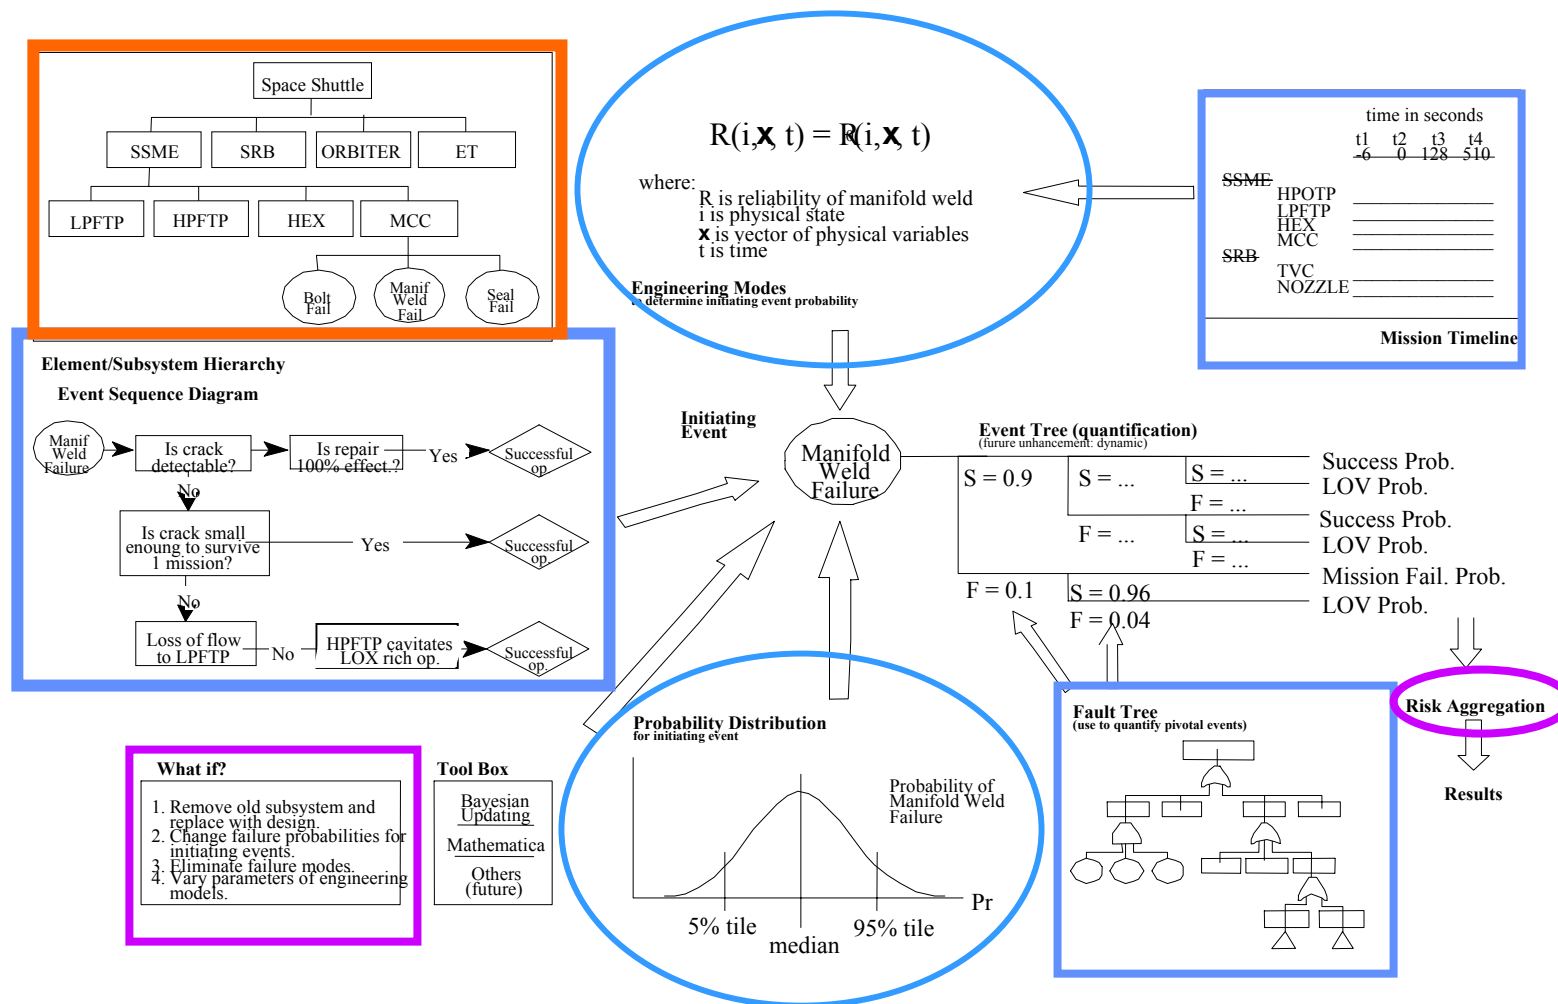 Space Shuttle
SSME
SRB
ORBITER
ET
LPFTP
HPFTP
HEX
MCC
Bolt
Fail
Manif
Weld
Fail
Seal
Fail
Element/Subsystem Hierarchy
Event Sequence Diagram
Manif
Weld
Failure
Is crack
detectable?
Is repair
100% effect.?
Yes
Successful
op.
No
Is crack small
enoung to survive
1 mission?
Yes
Successful
op.
No
Loss of flow
to LPFTP
No
HPFTP cavitates
LOX rich op.
Successful
op.
R(i,x, t) = R(i,x, t)
where:
R is reliability of manifold weld
i is physical state
x is vector of physical variables
t is time
Engineering Modes
to determine initiating event probability
time in seconds
t1 t2 t3 t4
-6 0 128 510
SSME
HPOTP
LPFTP
HEX
MCC
SRB
TVC
NOZZLE
Mission Timeline
Initiating
Event
Manifold
Weld
Failure
Event Tree (quantification)
(furure unhancement: dynamic)
S = 0.9
S = ...
S = ...
F = ...
F = ...
S = ...
F = ...
F = 0.1
S = 0.96
F = 0.04
Success Prob.
LOV Prob.
Success Prob.
LOV Prob.
Mission Fail. Prob.
LOV Prob.
What if?
1. Remove old subsystem and
replace with design.
2. Change failure probabilities for
initiating events.
3. Eliminate failure modes.
4. Vary parameters of engineering
models.
Tool Box
Bayesian
Updating
Mathematica
Others
(future)
Probability Distribution
for initiating event
Probability of
Manifold Weld
Failure
Pr
5% tile
median
95% tile
Fault Tree
(use to quantify pivotal events)
Risk Aggregation
Results